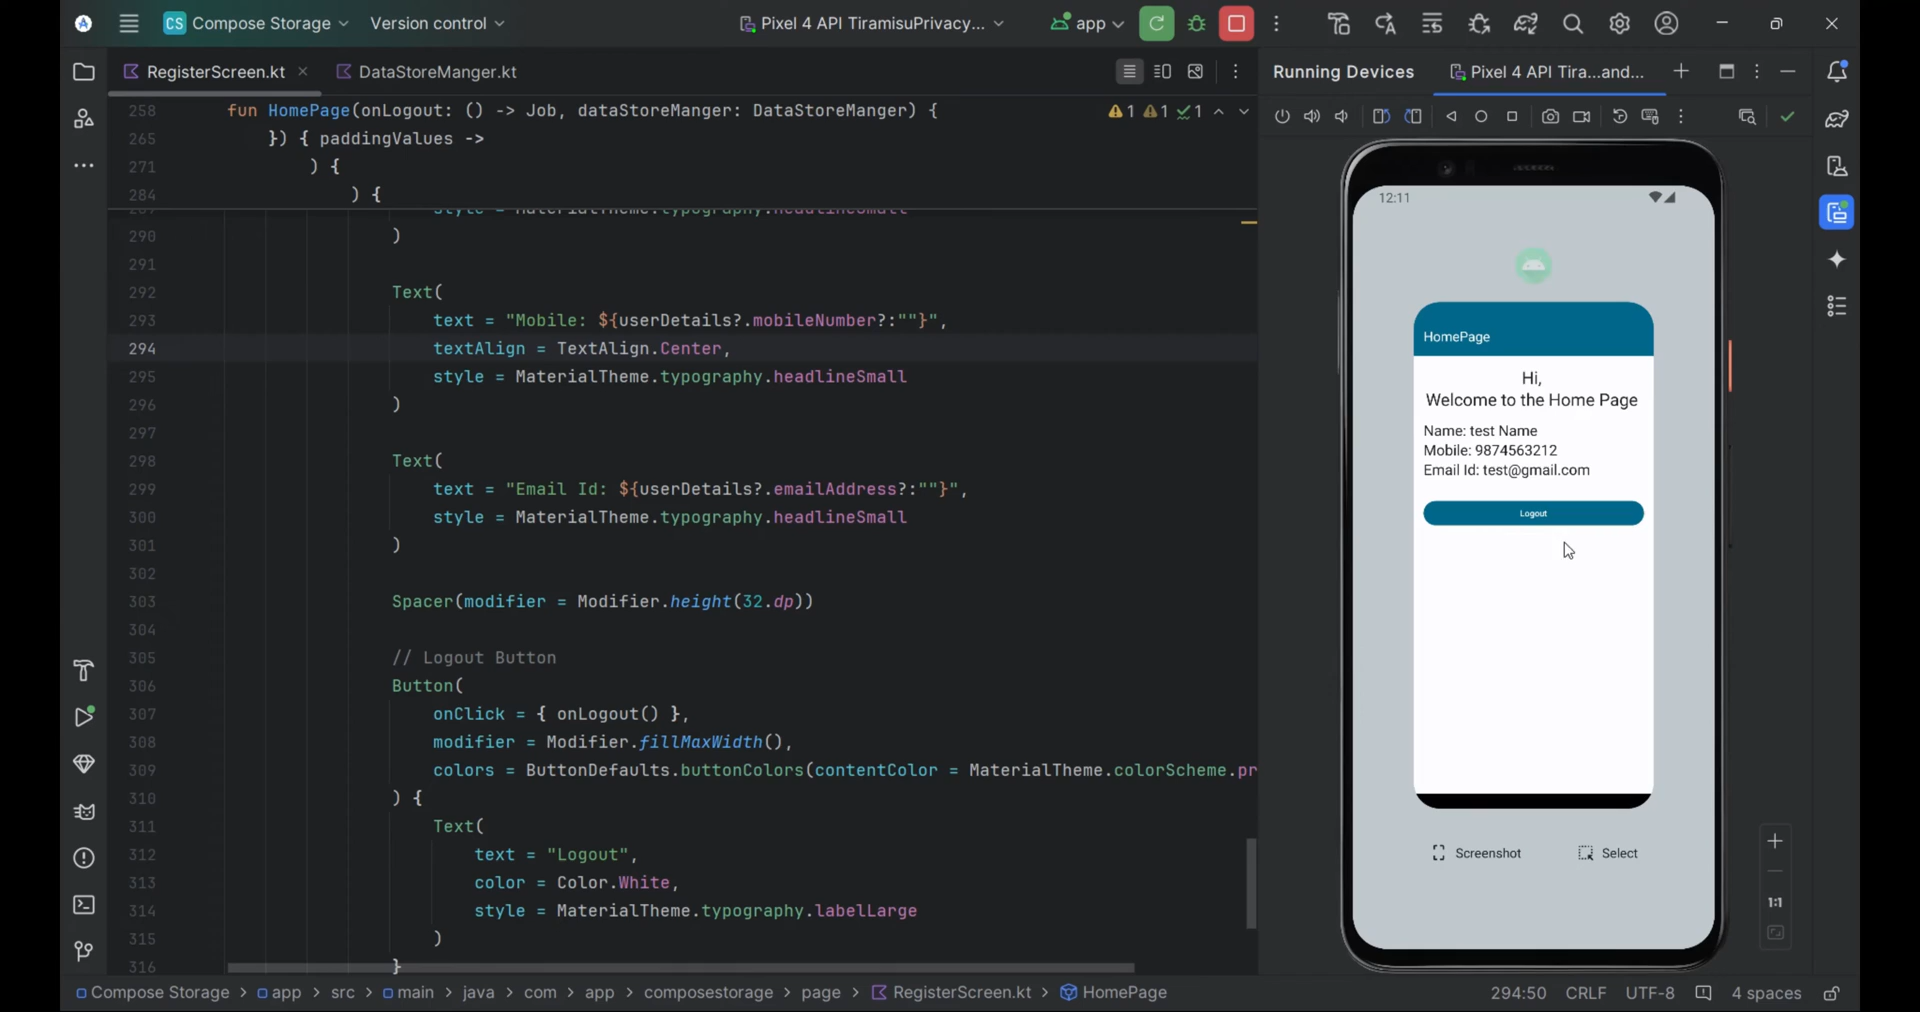 CS Compose Storage
Version control
Pixel 4 API TiramisuPrivacy...
app
RegisterScreen.kt
DataStoreManger.kt
Running Devices
Pixel 4 API Tira...and...
258 fun HomePage(onLogout: () -> Job, dataStoreManger: DataStoreManger) {
1 1 1
265 }) { paddingValues ->
271 ) {
284 ) {
style = MaterialTheme.typography.headlineSmall
290 )
291
292 Text(
293 text = "Mobile: ${userDetails?.mobileNumber?:""}",
294 textAlign = TextAlign.Center,
295 style = MaterialTheme.typography.headlineSmall
296 )
297
298 Text(
299 text = "Email Id: ${userDetails?.emailAddress?:""}",
300 style = MaterialTheme.typography.headlineSmall
301 )
302
303 Spacer(modifier = Modifier.height(32.dp))
304
305 // Logout Button
306 Button(
307 onClick = { onLogout() },
308 modifier = Modifier.fillMaxWidth(),
309 colors = ButtonDefaults.buttonColors(contentColor = MaterialTheme.colorScheme.pr
310 ) {
311 Text(
312 text = "Logout",
313 color = Color.White,
314 style = MaterialTheme.typography.labelLarge
315 )
316 }
12:11
HomePage
Hi,
Welcome to the Home Page
Name: test Name
Mobile: 9874563212
Email Id: test@gmail.com
Logout
Screenshot
Select
1:1
Compose Storage > app > src > main > java > com > app > composestorage > page > RegisterScreen.kt > HomePage
294:50 CRLF UTF-8 4 spaces